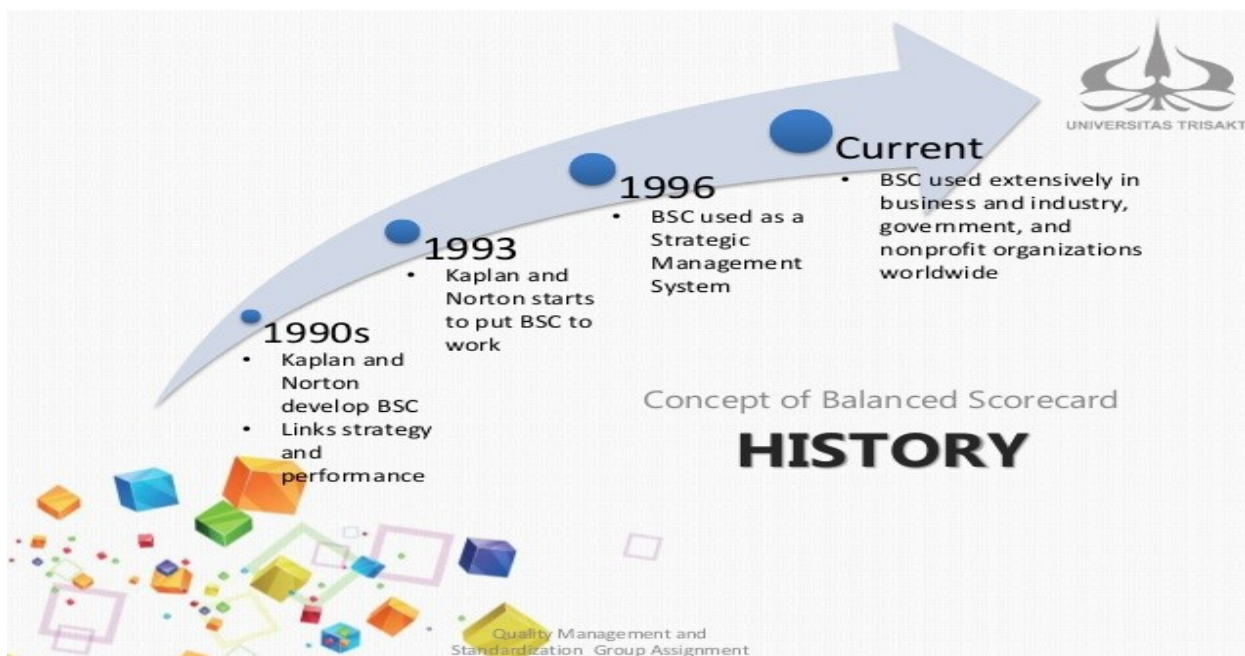 UNIVERSITAS TRISAKT
Current
• BSC used extensively in
business and industry,
government, and
nonprofit organizations
worldwide
1996
• BSC used as a
Strategic
Management
System
1993
• Kaplan and
Norton starts
to put BSC to
work
1990s
• Kaplan and
Norton
develop BSC
• Links strategy
and
performance
Concept of Balanced Scorecard
HISTORY
Quality Management and
Standardization Group Assignment